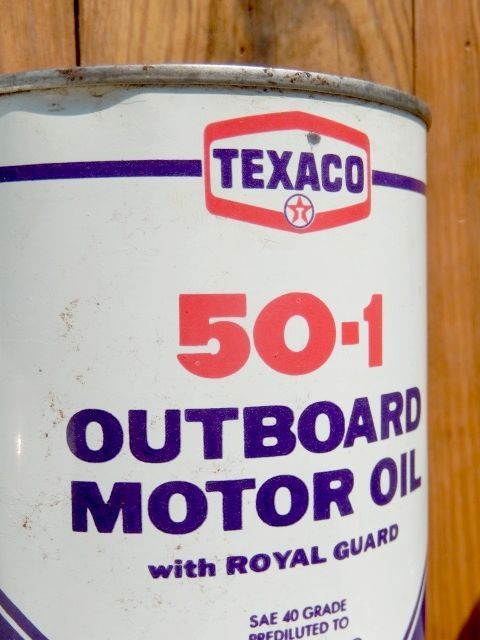 TEXACO
T
50-1
OUTBOARD
MOTOR OIL
with ROYAL GUARD
SAE 40 GRADE
PREDILUTED TO